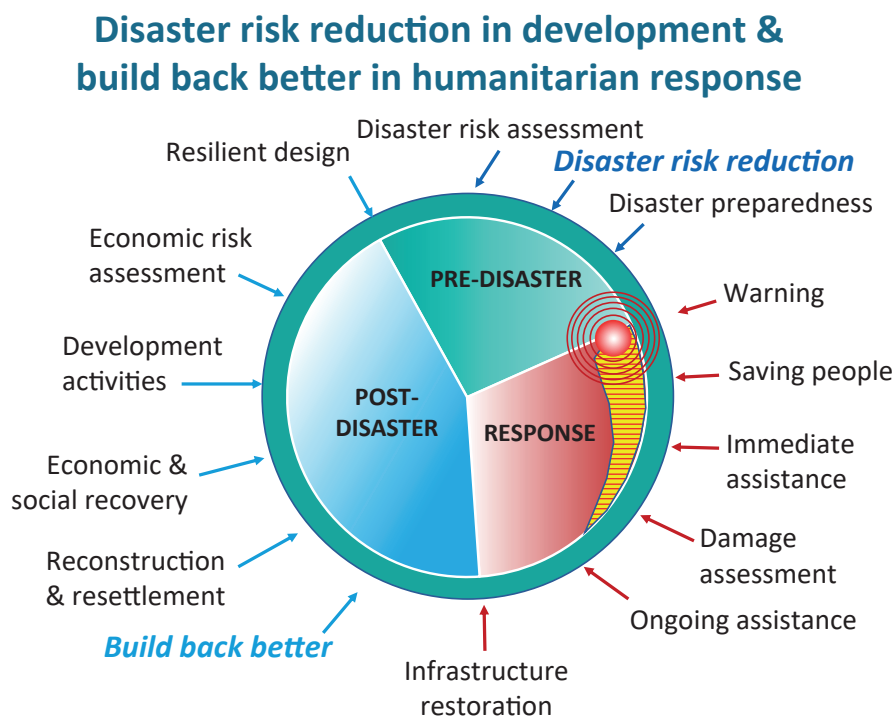 Disaster risk reduction in development &
build back better in humanitarian response
Disaster risk assessment
Resilient design
Disaster risk reduction
Disaster preparedness
Economic risk
assessment
PRE-DISASTER
Warning
Development
activities
Saving people
POST-
DISASTER
RESPONSE
Immediate
assistance
Economic &
social recovery
Damage
assessment
Reconstruction
& resettlement
Ongoing assistance
Build back better
Infrastructure
restoration